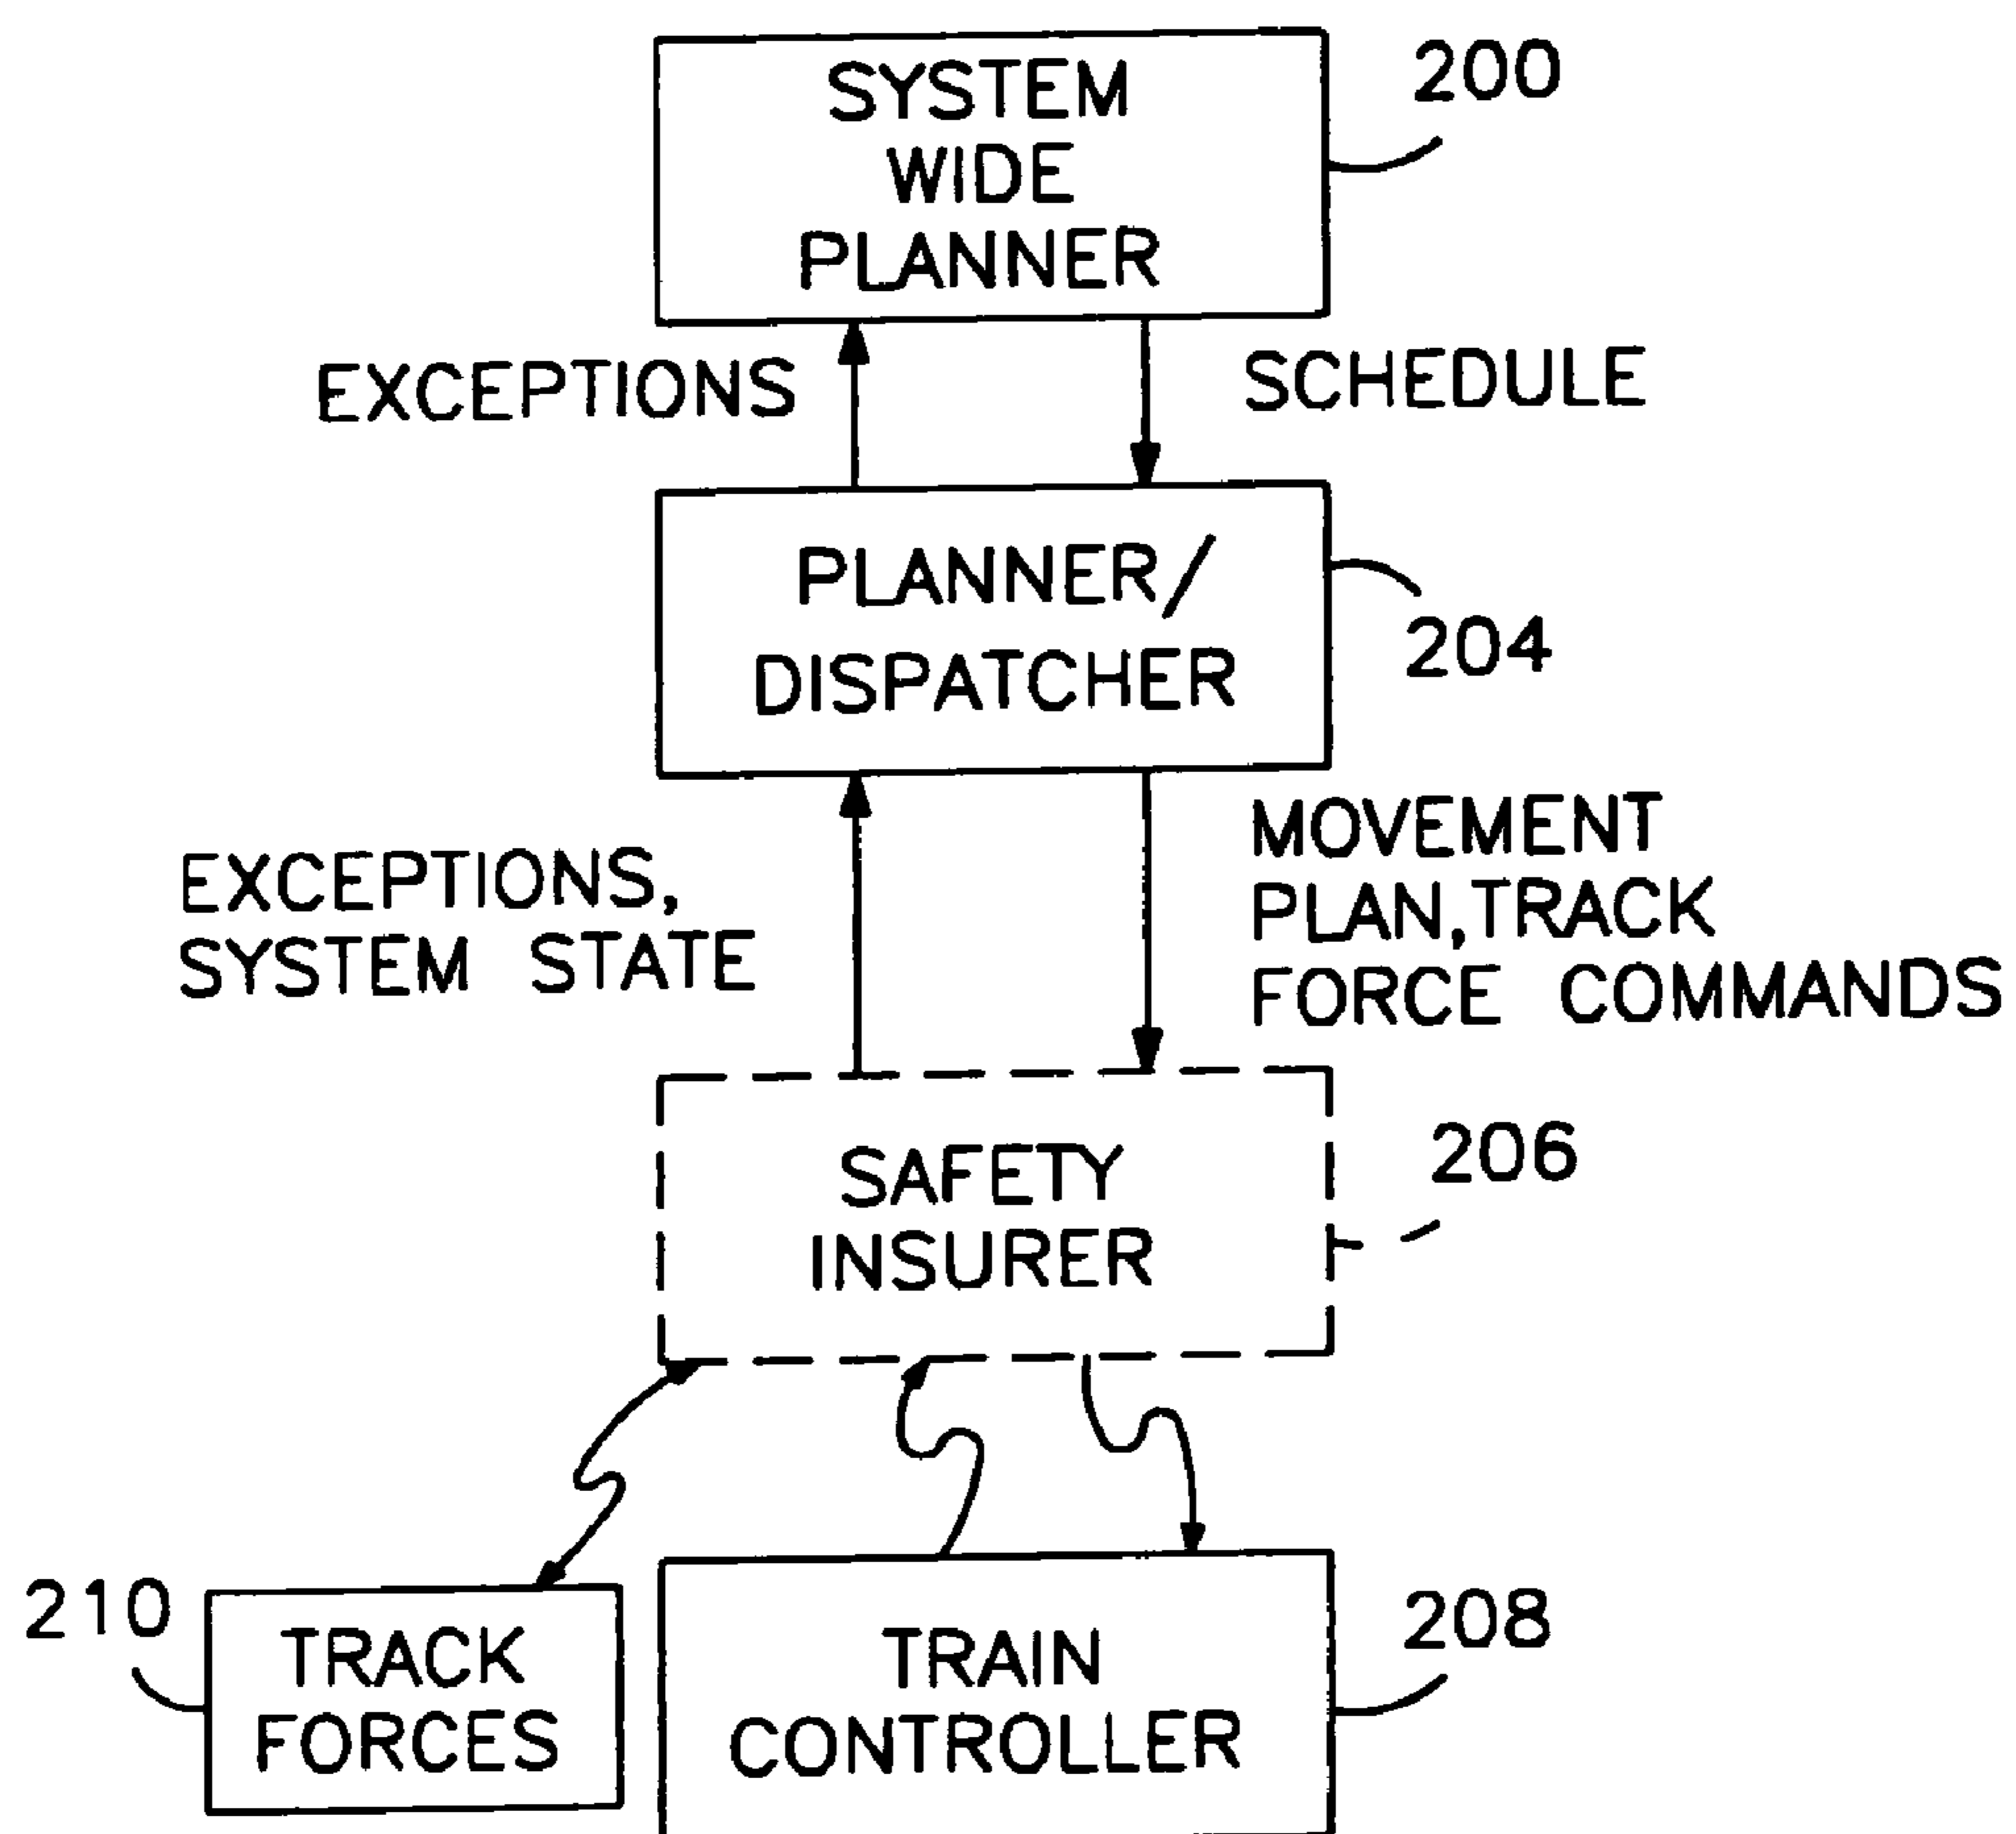 SYSTEM
WIDE
PLANNER
200
EXCEPTIONS
SCHEDULE
PLANNER/
DISPATCHER
204
EXCEPTIONS,
SYSTEM STATE
MOVEMENT
PLAN,TRACK
FORCE COMMANDS
SAFETY
INSURER
206
210
TRACK
FORCES
TRAIN
CONTROLLER
208